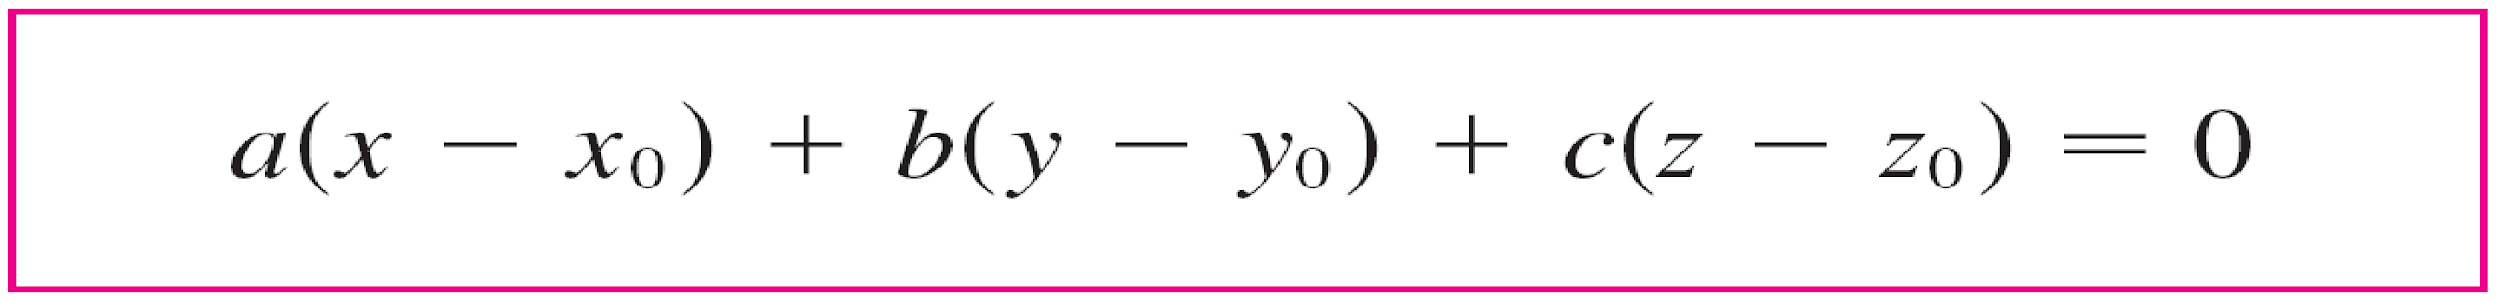 a(x − x₀) + b(y − y₀) + c(z − z₀) = 0